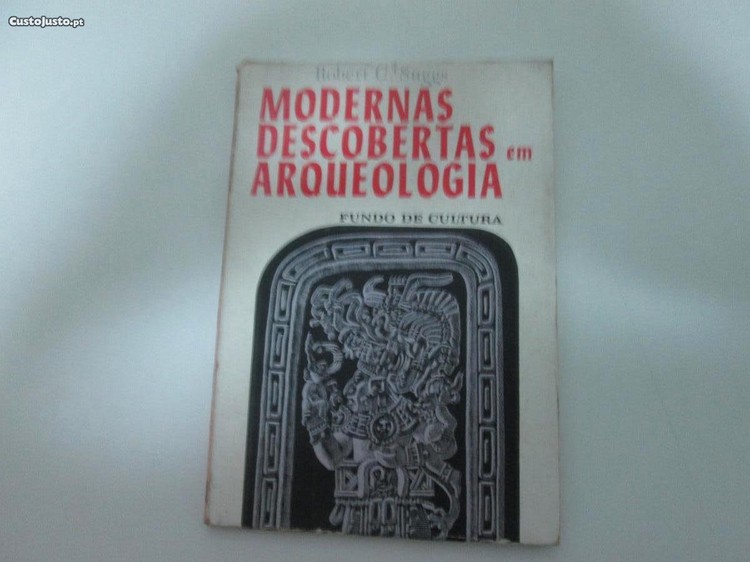 CustoJusto.pt
Robert C. Suggs
MODERNAS
DESCOBERTAS em
ARQUEOLOGIA
FUNDO DE CULTURA